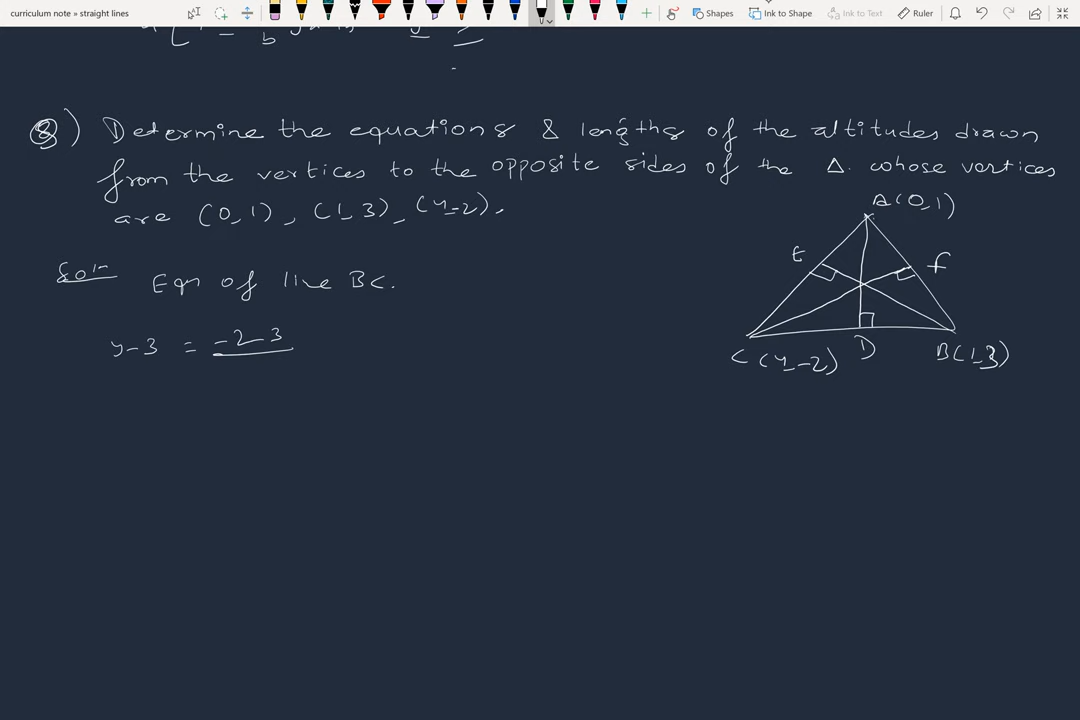 curriculum note » straight lines
Shapes Ink to Shape Ink to Text Ruler
8) Determine the equations & lengths of the altitudes drawn
from the vertices to the opposite sides of the Δ. whose vertices
are (0,1), (1,3), (4,-2).
A(0,1)
Soln Eqn of line BC.
E F
y-3 = -2-3
C(4,-2) D B(1,3)